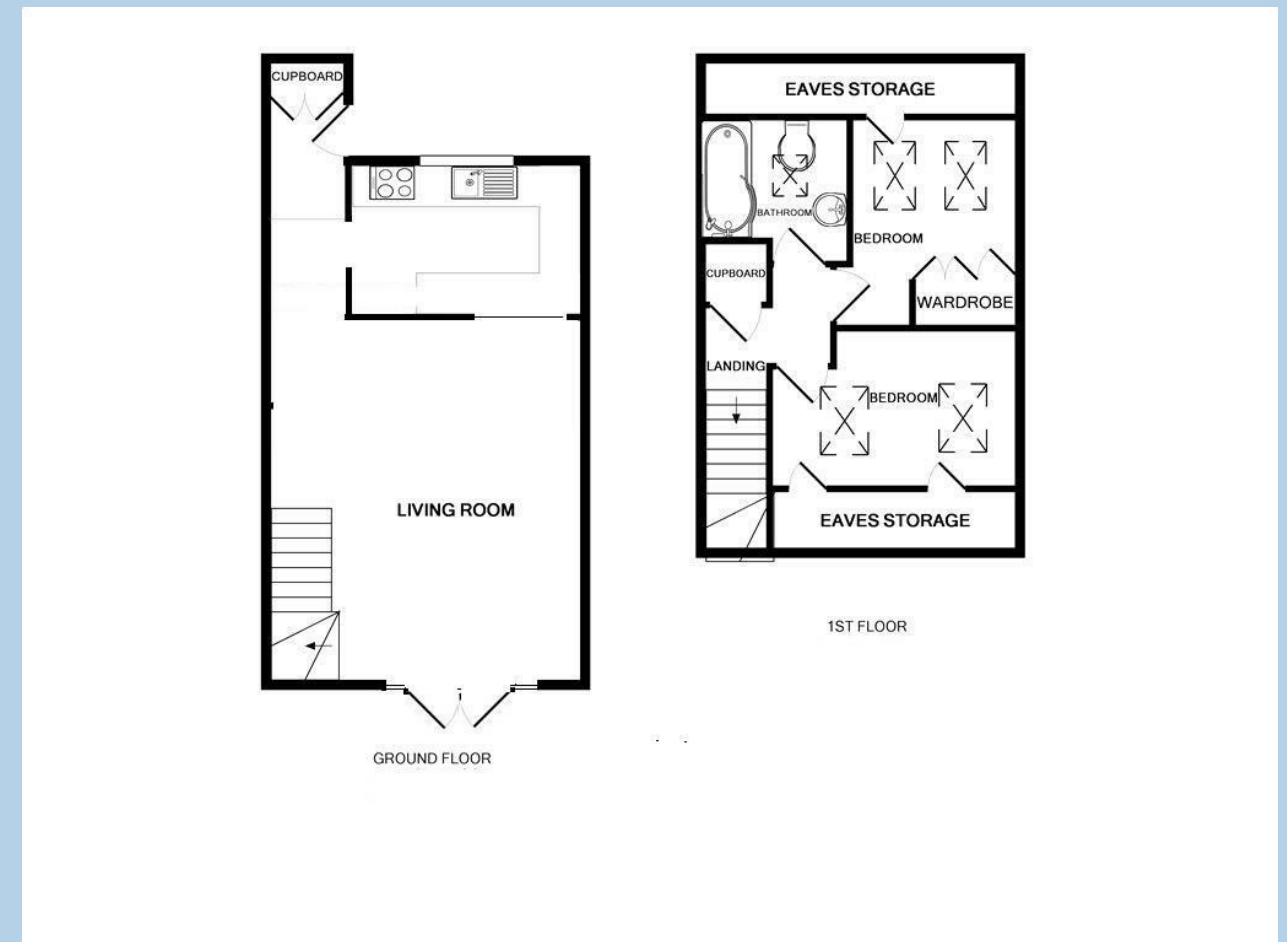 CUPBOARD
LIVING ROOM
GROUND FLOOR
EAVES STORAGE
BATHROOM
BEDROOM
CUPBOARD
WARDROBE
LANDING
BEDROOM
EAVES STORAGE
1ST FLOOR